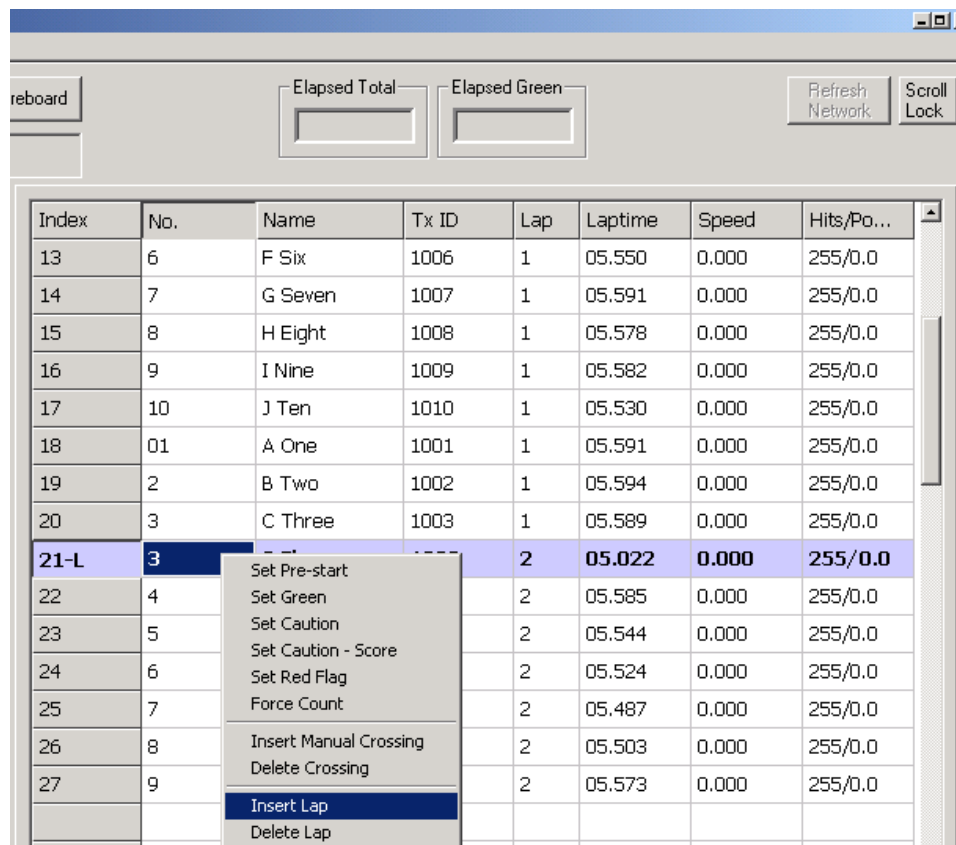 reboard
Elapsed Total
Elapsed Green
Refresh Network
Scroll Lock
Index No. Name Tx ID Lap Laptime Speed Hits/Po...
13 6 F Six 1006 1 05.550 0.000 255/0.0
14 7 G Seven 1007 1 05.591 0.000 255/0.0
15 8 H Eight 1008 1 05.578 0.000 255/0.0
16 9 I Nine 1009 1 05.582 0.000 255/0.0
17 10 J Ten 1010 1 05.530 0.000 255/0.0
18 01 A One 1001 1 05.591 0.000 255/0.0
19 2 B Two 1002 1 05.594 0.000 255/0.0
20 3 C Three 1003 1 05.589 0.000 255/0.0
21-L 3 2 05.022 0.000 255/0.0
22 4 2 05.585 0.000 255/0.0
23 5 2 05.544 0.000 255/0.0
24 6 2 05.524 0.000 255/0.0
25 7 2 05.487 0.000 255/0.0
26 8 2 05.503 0.000 255/0.0
27 9 2 05.573 0.000 255/0.0
Set Pre-start
Set Green
Set Caution
Set Caution - Score
Set Red Flag
Force Count
Insert Manual Crossing
Delete Crossing
Insert Lap
Delete Lap